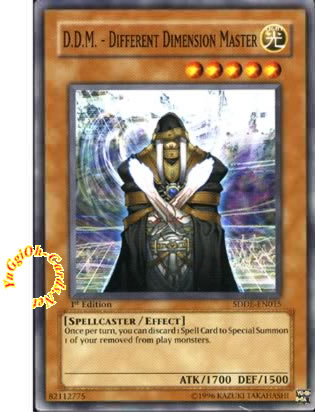 D.D.M. - Different Dimension Master
光
1st Edition
SDDE-EN015
[Spellcaster / Effect]
Once per turn, you can discard 1 Spell Card to Special Summon
1 of your removed from play monsters.
ATK/1700 DEF/1500
82112775
©1996 KAZUKI TAKAHASHI
YuGgiOh-Cards.Net